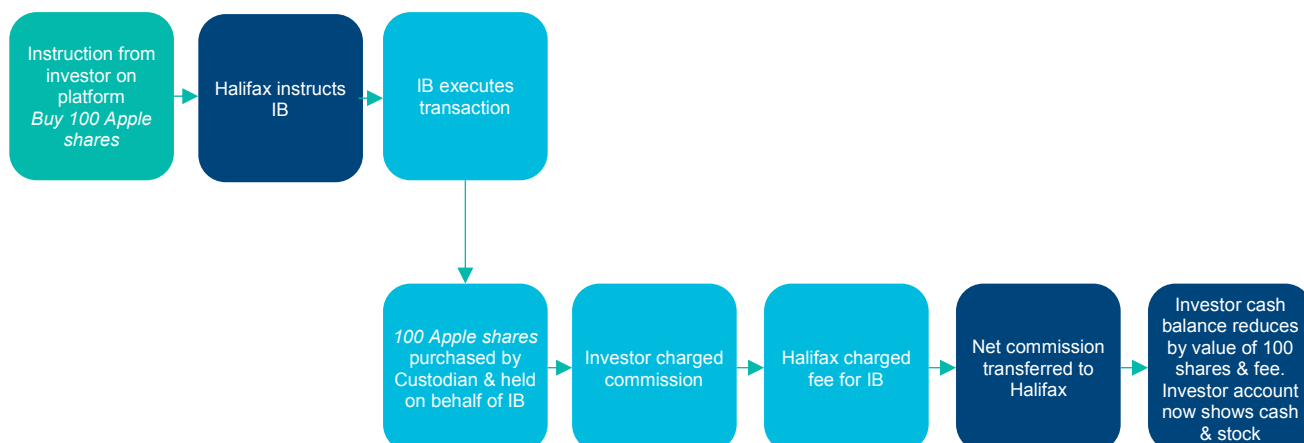 Instruction from
investor on
platform
Buy 100 Apple
shares
Halifax instructs
IB
IB executes
transaction
100 Apple shares
purchased by
Custodian & held
on behalf of IB
Investor charged
commission
Halifax charged
fee for IB
Net commission
transferred to
Halifax
Investor cash
balance reduces
by value of 100
shares & fee.
Investor account
now shows cash
& stock